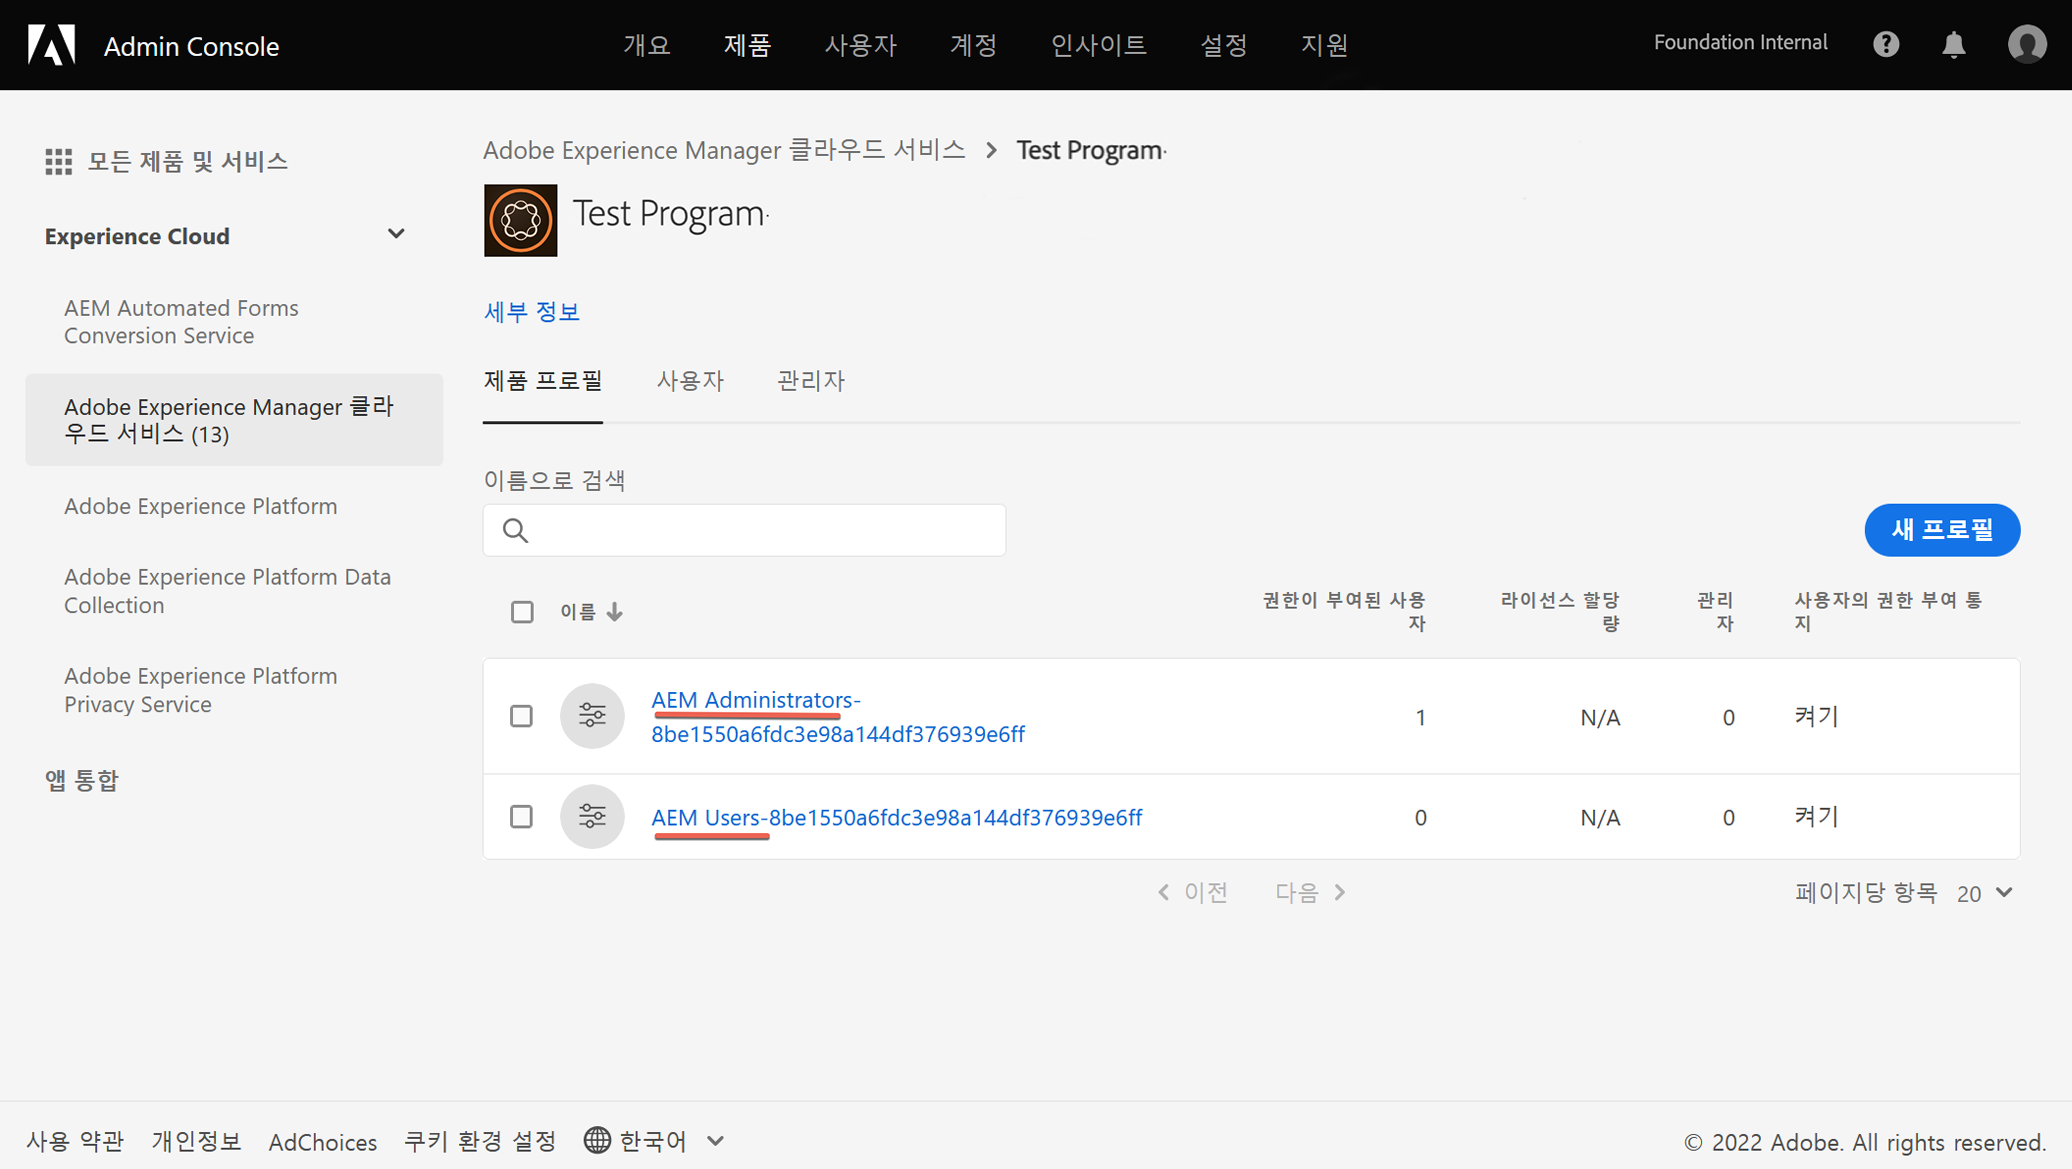 Admin Console
개요 제품 사용자 계정 인사이트 설정 지원
Foundation Internal
모든 제품 및 서비스
Experience Cloud
AEM Automated Forms
Conversion Service
Adobe Experience Manager 클라
우드 서비스 (13)
Adobe Experience Platform
Adobe Experience Platform Data
Collection
Adobe Experience Platform
Privacy Service
앱 통합
Adobe Experience Manager 클라우드 서비스 > Test Program
Test Program
세부 정보
제품 프로필 사용자 관리자
이름으로 검색
새 프로필
이름
권한이 부여된 사용
자
라이선스 할당
량
관리
자
사용자의 권한 부여 통
지
AEM Administrators-
8be1550a6fdc3e98a144df376939e6ff
1 N/A 0 켜기
AEM Users-8be1550a6fdc3e98a144df376939e6ff 0 N/A 0 켜기
이전 다음
페이지당 항목 20
사용 약관 개인정보 AdChoices 쿠키 환경 설정 한국어
© 2022 Adobe. All rights reserved.